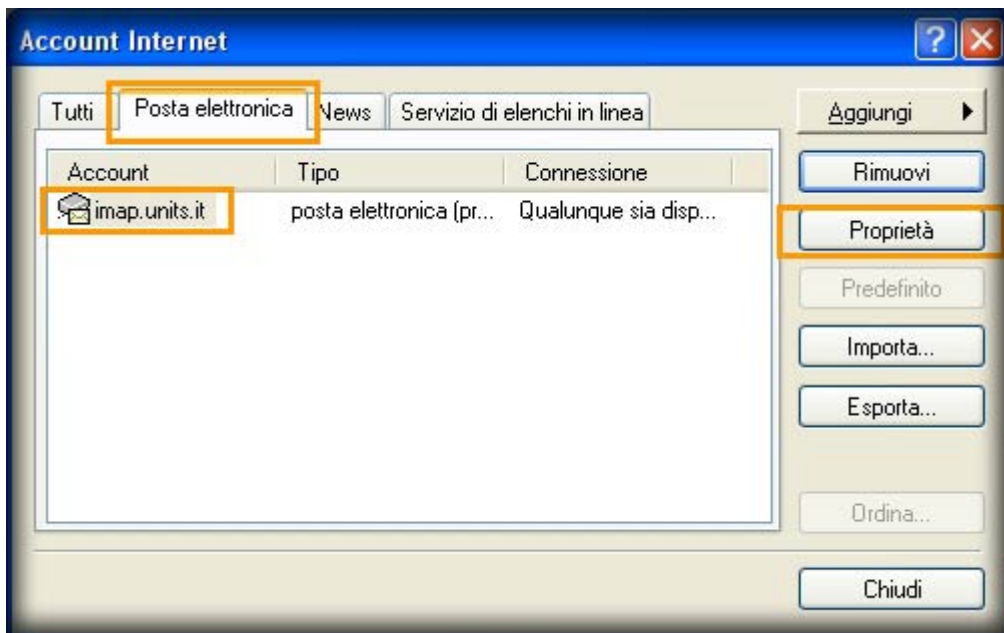 Account Internet
Tutti Posta elettronica News Servizio di elenchi in linea
Aggiungi
Account Tipo Connessione
Rimuovi
imap.units.it posta elettronica (pr... Qualunque sia disp...
Proprietà
Predefinito
Importa...
Esporta...
Ordina...
Chiudi